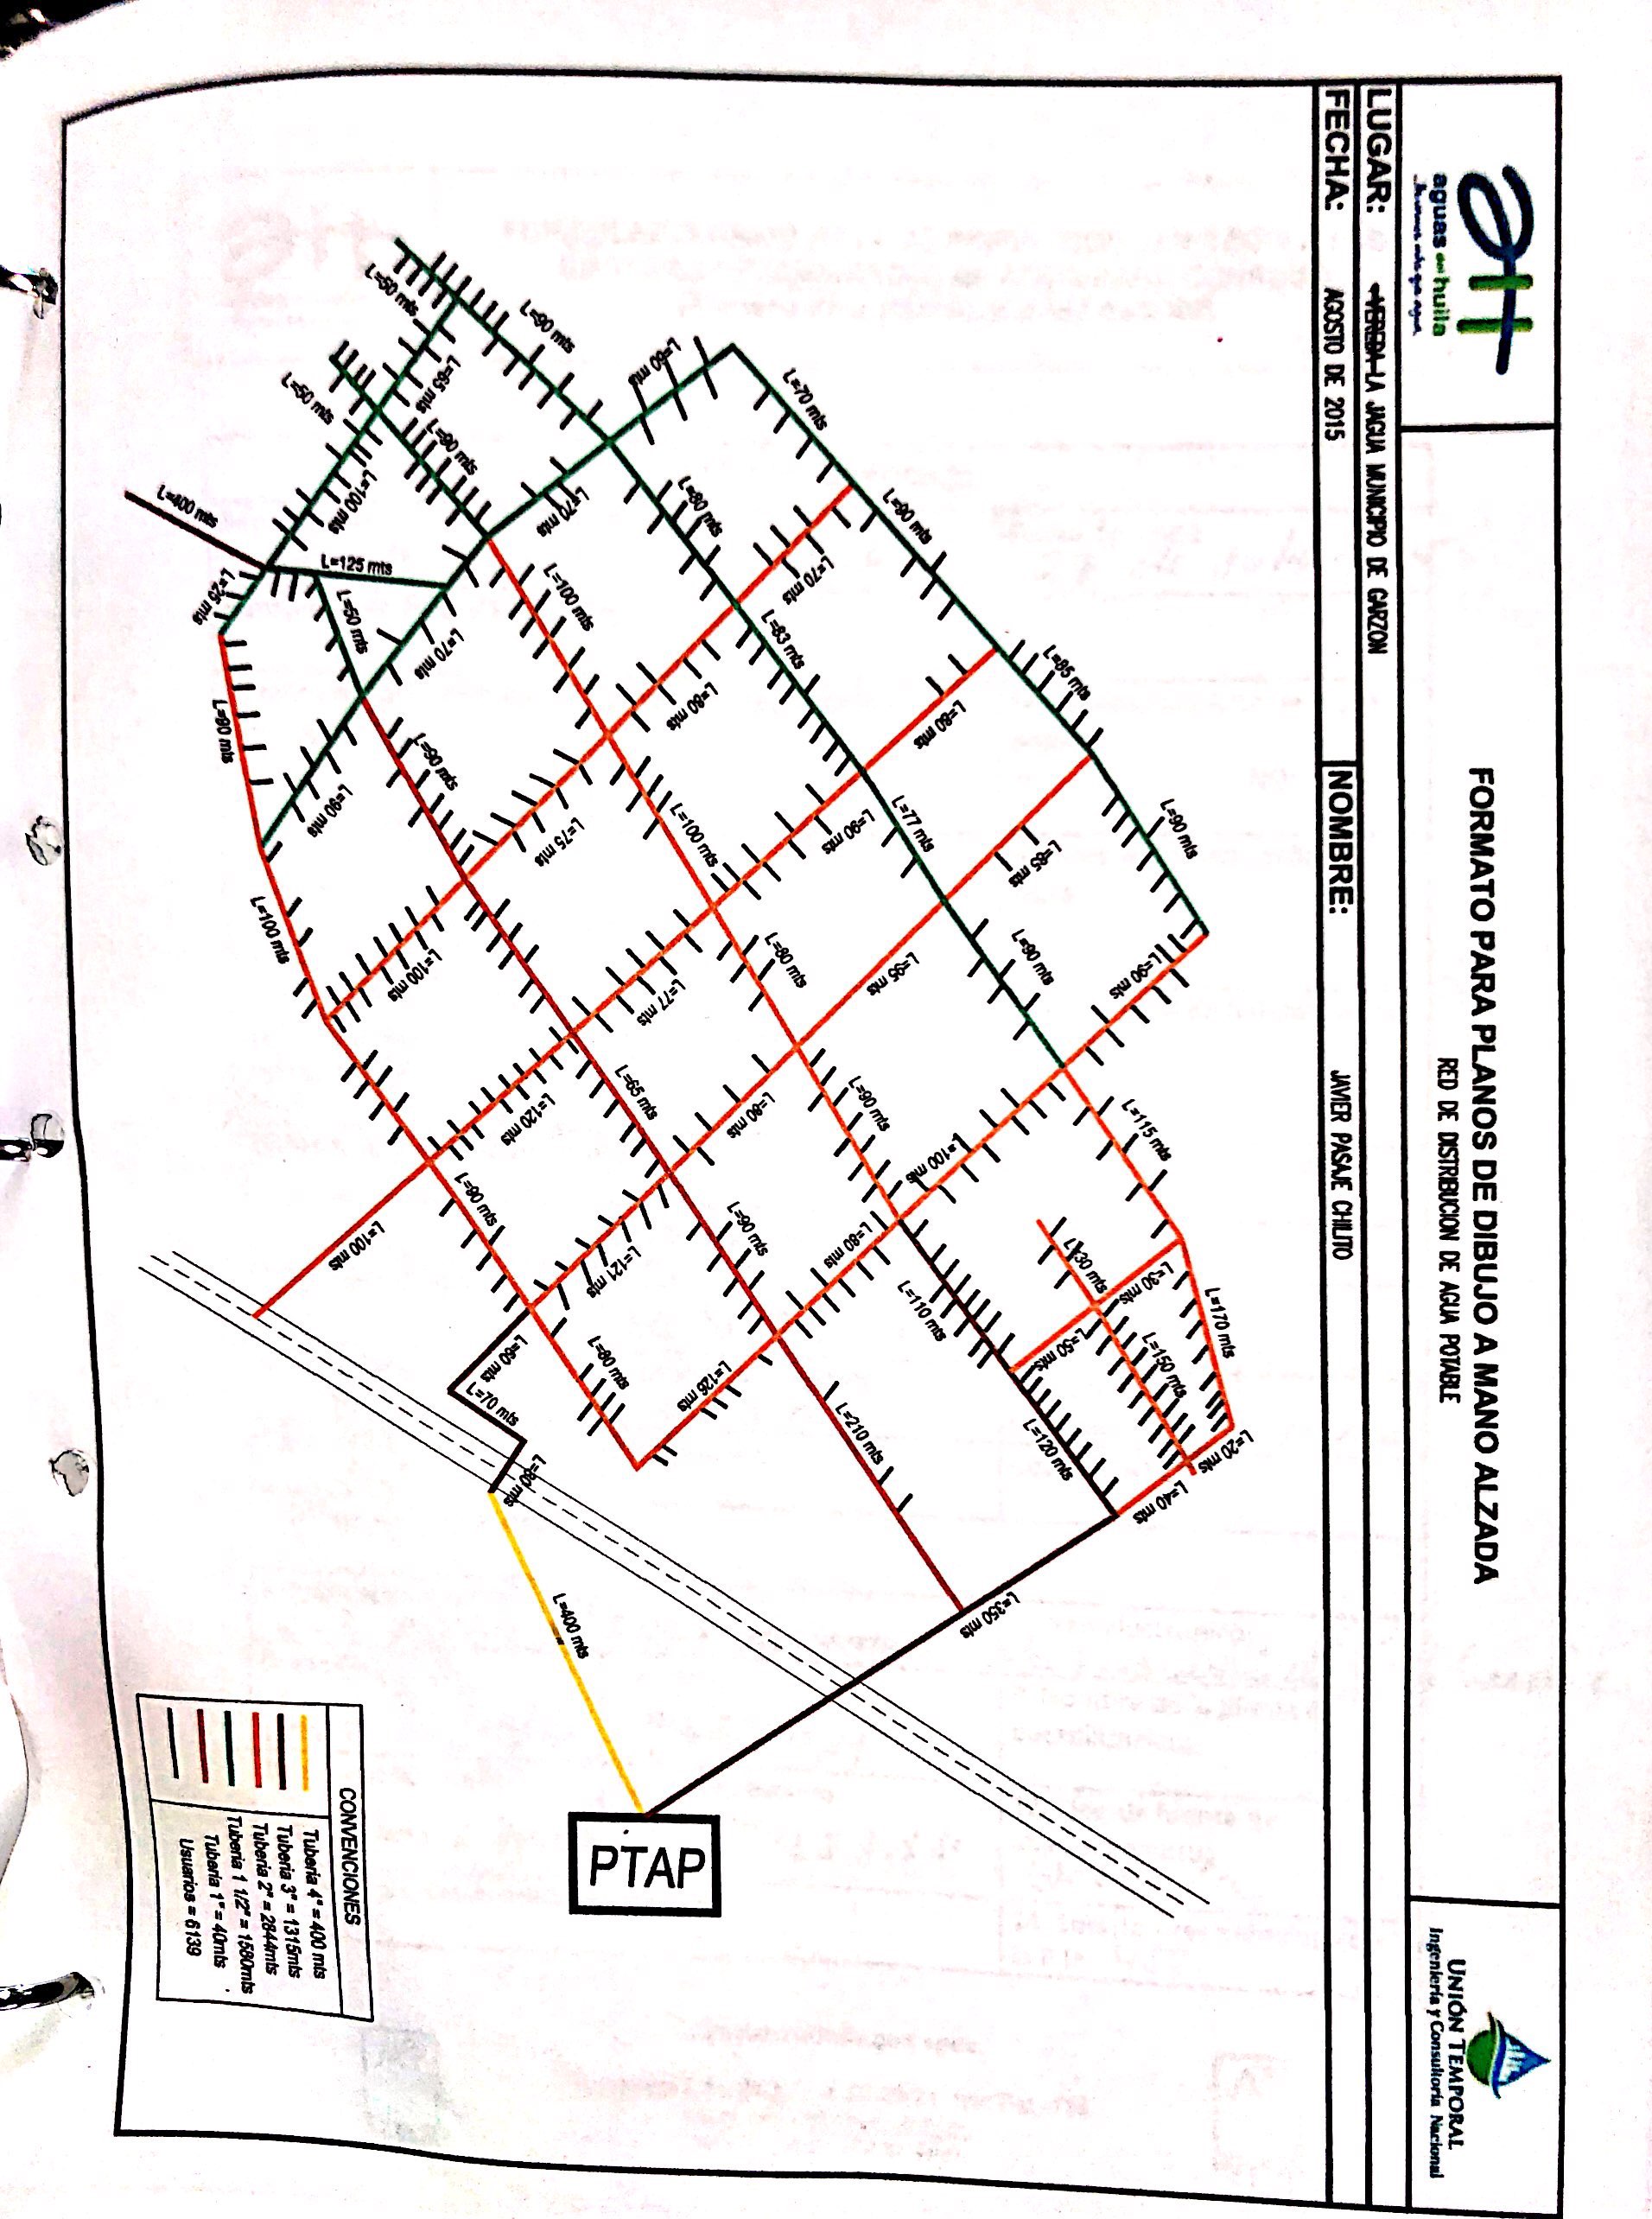 aguas del huila
FORMATO PARA PLANOS DE DIBUJO A MANO ALZADA
RED DE DISTRIBUCION DE AGUA POTABLE
UNIÓN TEMPORAL
Ingeniería y Consultoría Nacional
LUGAR: VEREDA LA JAGUA MUNICIPIO DE GARZON
FECHA: AGOSTO DE 2015
NOMBRE: JAVIER PASAJE CHILITO
L=50 mts
L=90 mts
L=65 mts
L=50 mts
L=90 mts
L=60 mts
L=70 mts
L=100 mts
L=400 mts
L=125 mts
L=70 mts
L=80 mts
L=90 mts
L=70 mts
L=25 mts
L=50 mts
L=70 mts
L=100 mts
L=83 mts
L=85 mts
L=90 mts
L=90 mts
L=90 mts
L=80 mts
L=80 mts
L=75 mts
L=100 mts
L=90 mts
L=77 mts
L=90 mts
L=100 mts
L=100 mts
L=77 mts
L=80 mts
L=95 mts
L=65 mts
L=90 mts
L=90 mts
L=120 mts
L=65 mts
L=80 mts
L=90 mts
L=100 mts
L=115 mts
L=100 mts
L=90 mts
L=121 mts
L=90 mts
L=80 mts
L=110 mts
L=30 mts
L=30 mts
L=170 mts
L=50 mts
L=150 mts
L=60 mts
L=70 mts
L=80 mts
L=80 mts
L=126 mts
L=210 mts
L=120 mts
L=40 mts
L=20 mts
L=350 mts
L=400 mts
PTAP
CONVENCIONES
Tuberia 4" = 400 mts
Tuberia 3" = 1315mts
Tuberia 2" = 2844mts
Tuberia 1 1/2" = 1580mts
Tuberia 1" = 40mts
Usuarios = 6139